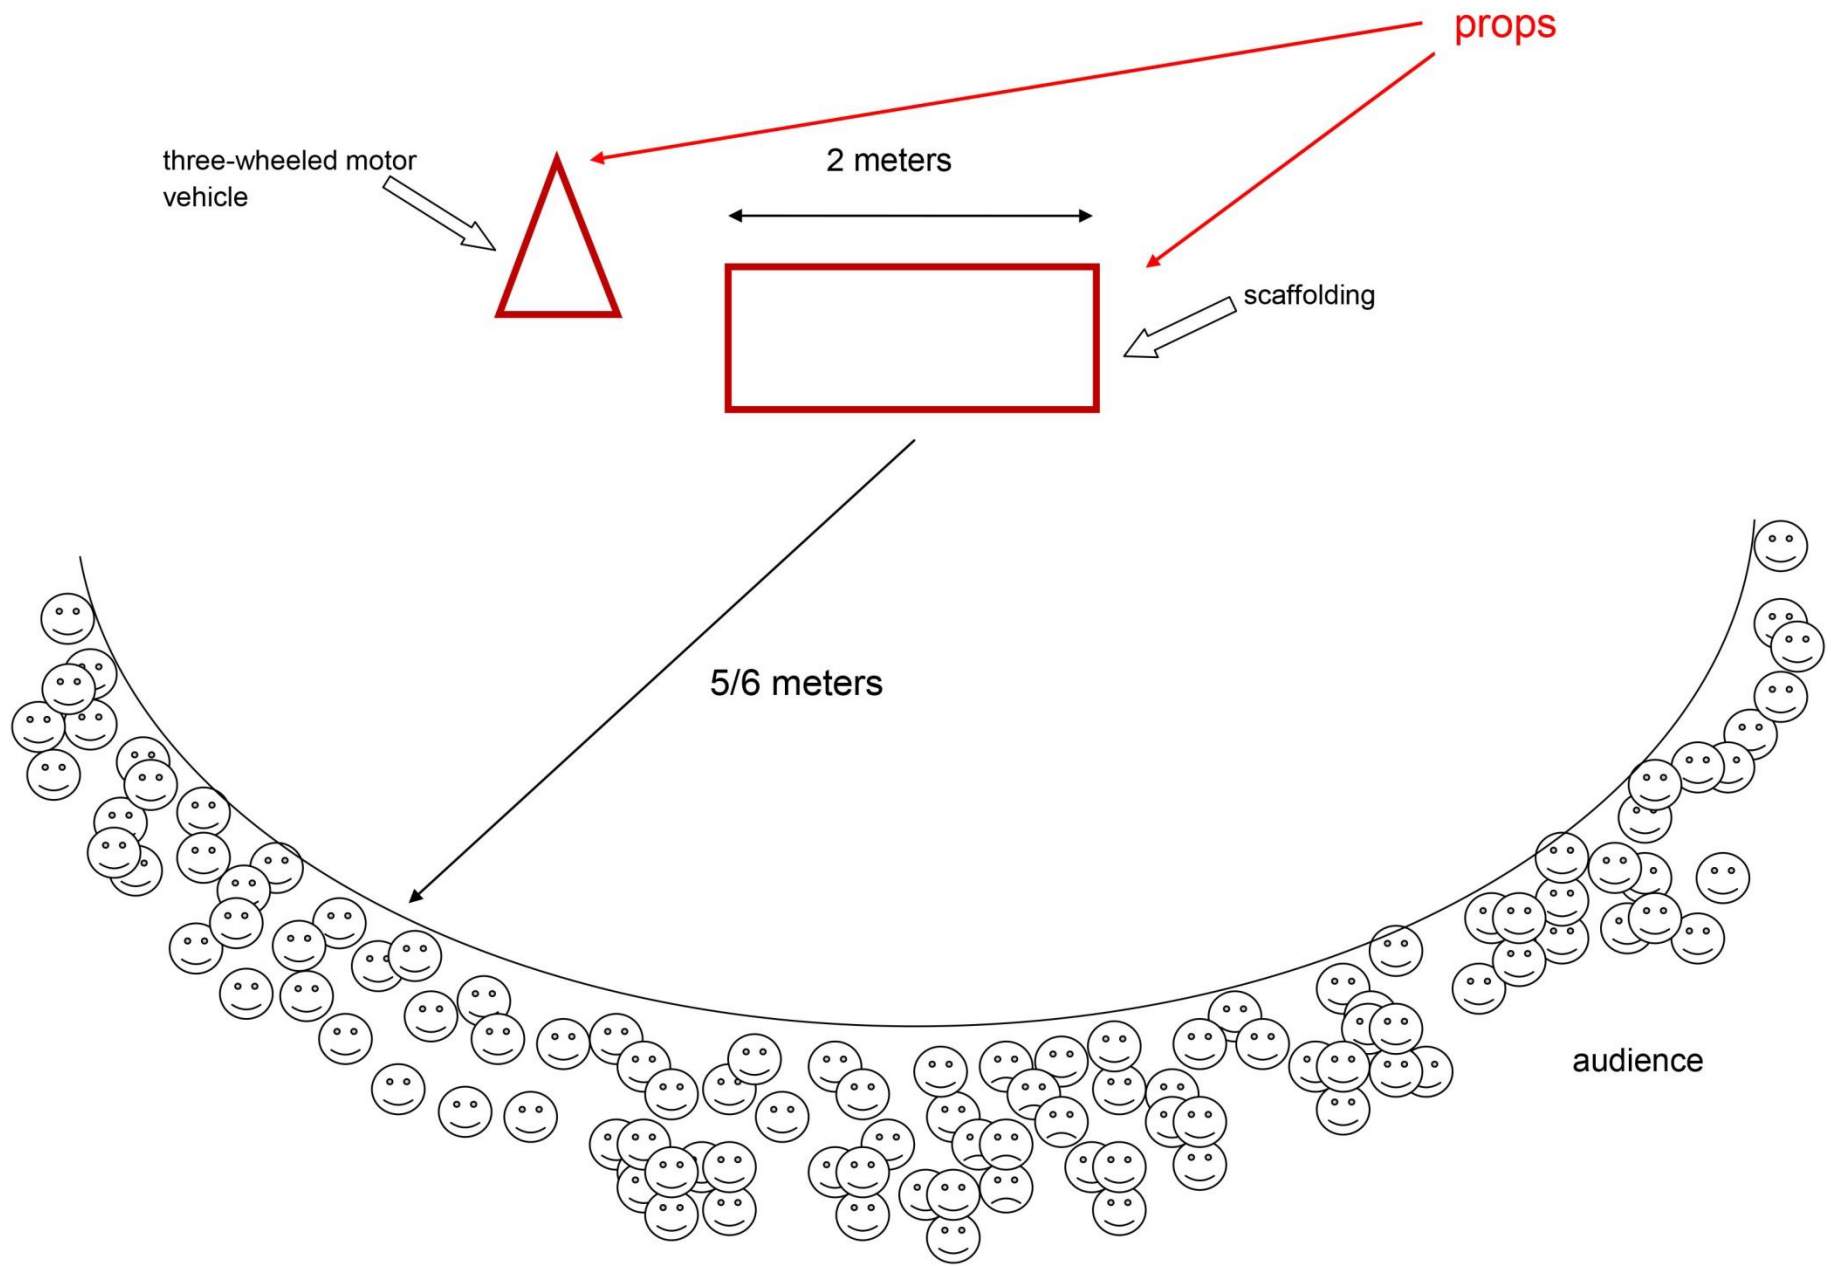 props
three-wheeled motor
vehicle
2 meters
scaffolding
5/6 meters
audience